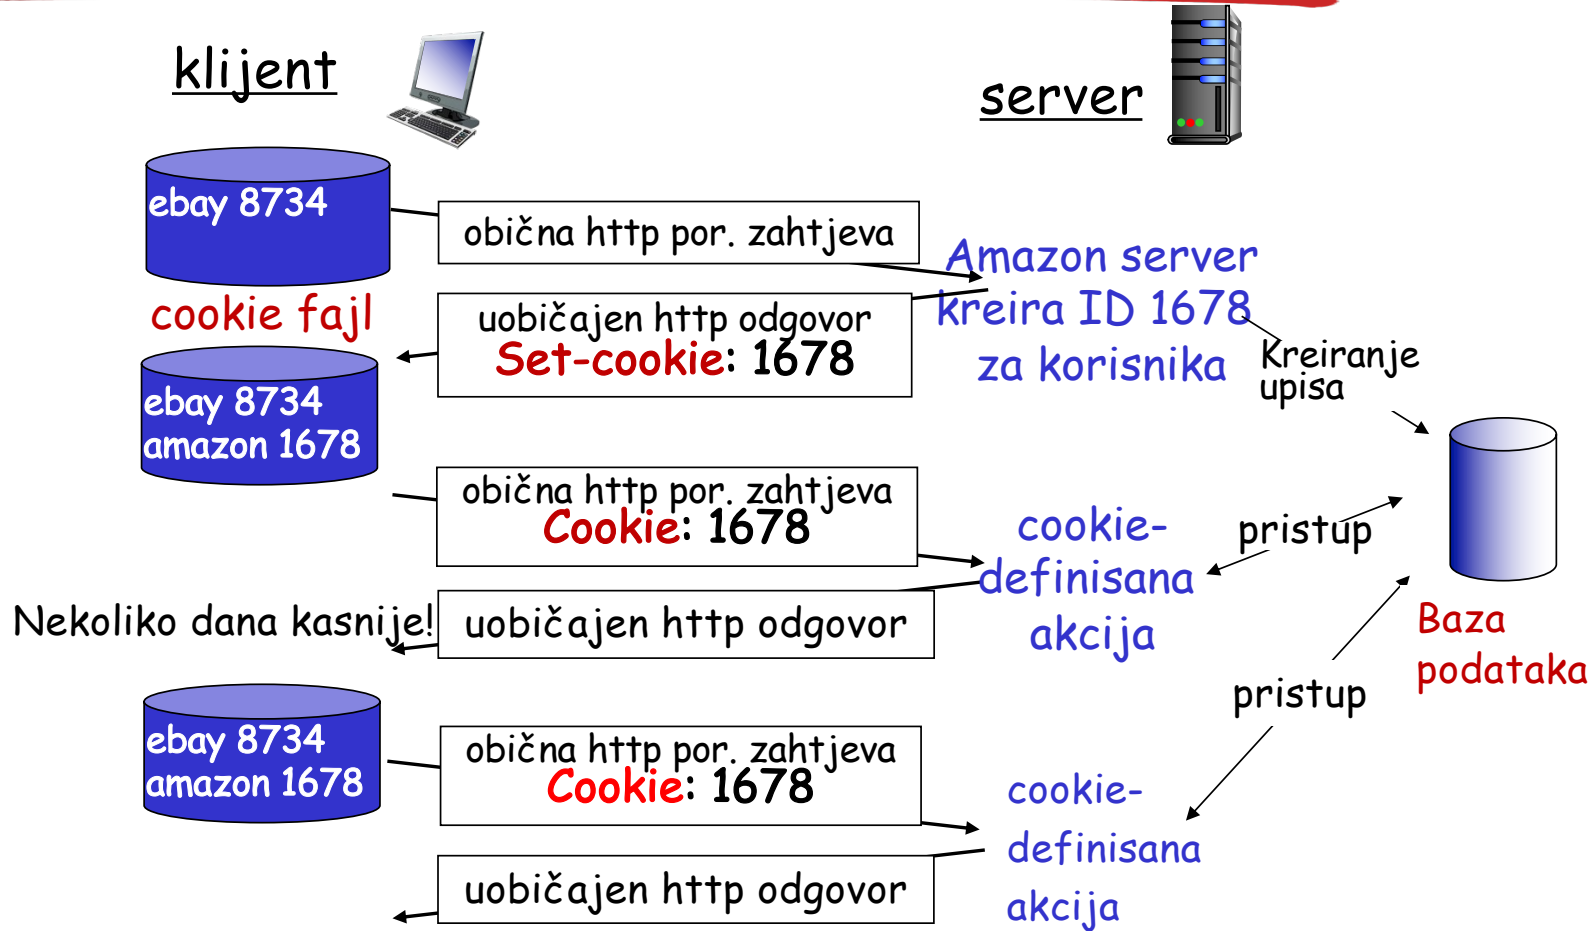 klijent
server
ebay 8734
obična http por. zahtjeva
Amazon server
kreira ID 1678
za korisnika
cookie fajl
uobičajen http odgovor
Set-cookie: 1678
Kreiranje
upisa
ebay 8734
amazon 1678
obična http por. zahtjeva
Cookie: 1678
cookie-
definisana
akcija
pristup
Nekoliko dana kasnije!
uobičajen http odgovor
Baza
podataka
pristup
ebay 8734
amazon 1678
obična http por. zahtjeva
Cookie: 1678
cookie-
definisana
akcija
uobičajen http odgovor